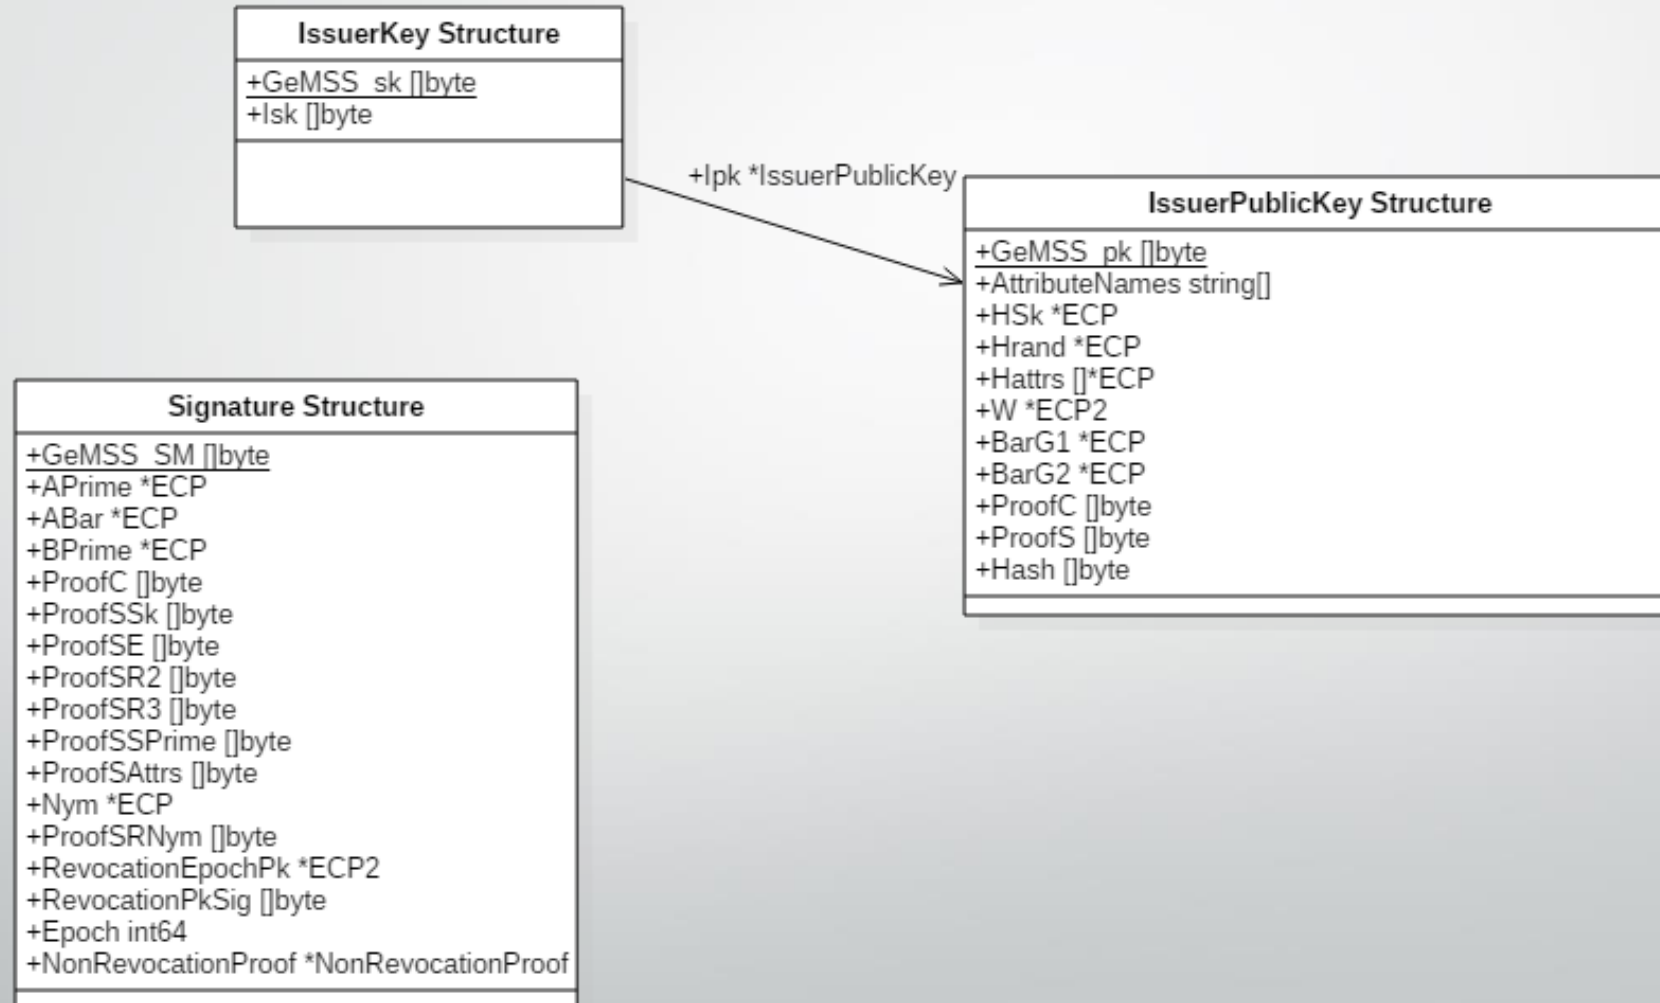 IssuerKey Structure
+GeMSS_sk []byte
+Isk []byte
+Ipk *IssuerPublicKey
IssuerPublicKey Structure
+GeMSS_pk []byte
+AttributeNames string[]
+HSk *ECP
+Hrand *ECP
+Hattrs []*ECP
+W *ECP2
+BarG1 *ECP
+BarG2 *ECP
+ProofC []byte
+ProofS []byte
+Hash []byte
Signature Structure
+GeMSS_SM []byte
+APrime *ECP
+ABar *ECP
+BPrime *ECP
+ProofC []byte
+ProofSSk []byte
+ProofSE []byte
+ProofSR2 []byte
+ProofSR3 []byte
+ProofSSPrime []byte
+ProofSAttrs []byte
+Nym *ECP
+ProofSRNym []byte
+RevocationEpochPk *ECP2
+RevocationPkSig []byte
+Epoch int64
+NonRevocationProof *NonRevocationProof